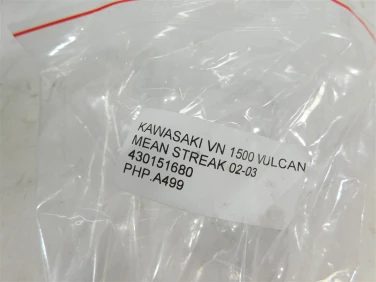 KAWASAKI VN 1500 VULCAN
MEAN STREAK 02-03
430151680
PHP.A499